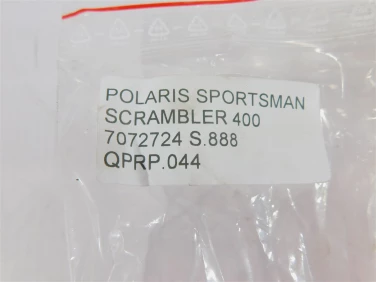 POLARIS SPORTSMAN
SCRAMBLER 400
7072724 S.888
QPRP.044